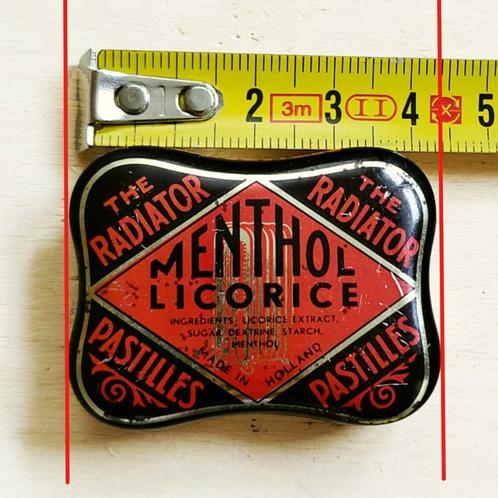 2 3m 3 II 4 5
THE RADIATOR
THE RADIATOR
MENTHOL
LICORICE
INGREDIENTS: LICORICE EXTRACT,
SUGAR, DEXTRINE, STARCH,
MENTHOL
MADE IN HOLLAND
PASTILLES
PASTILLES